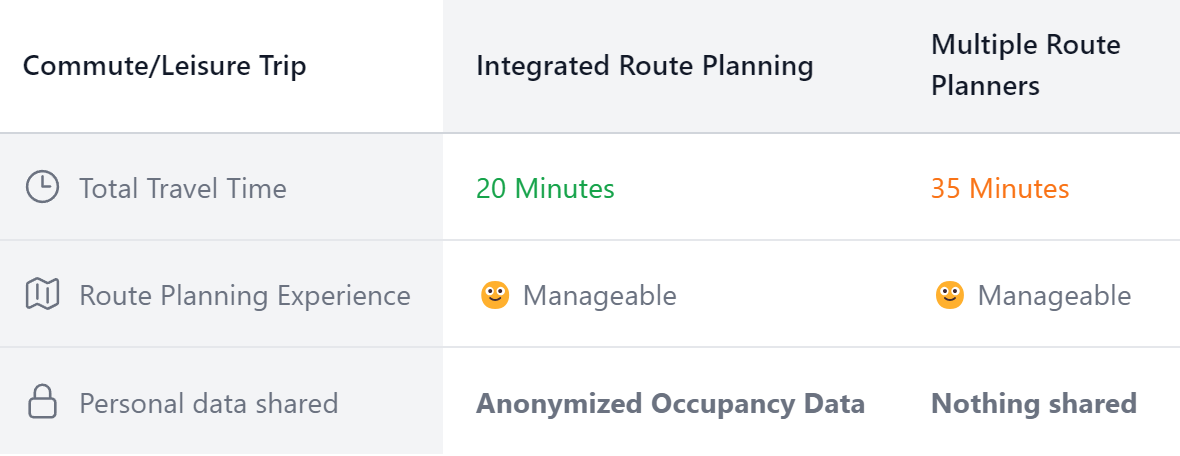 Commute/Leisure Trip
Integrated Route Planning
Multiple Route
Planners
Total Travel Time
20 Minutes
35 Minutes
Route Planning Experience
Manageable
Manageable
Personal data shared
Anonymized Occupancy Data
Nothing shared